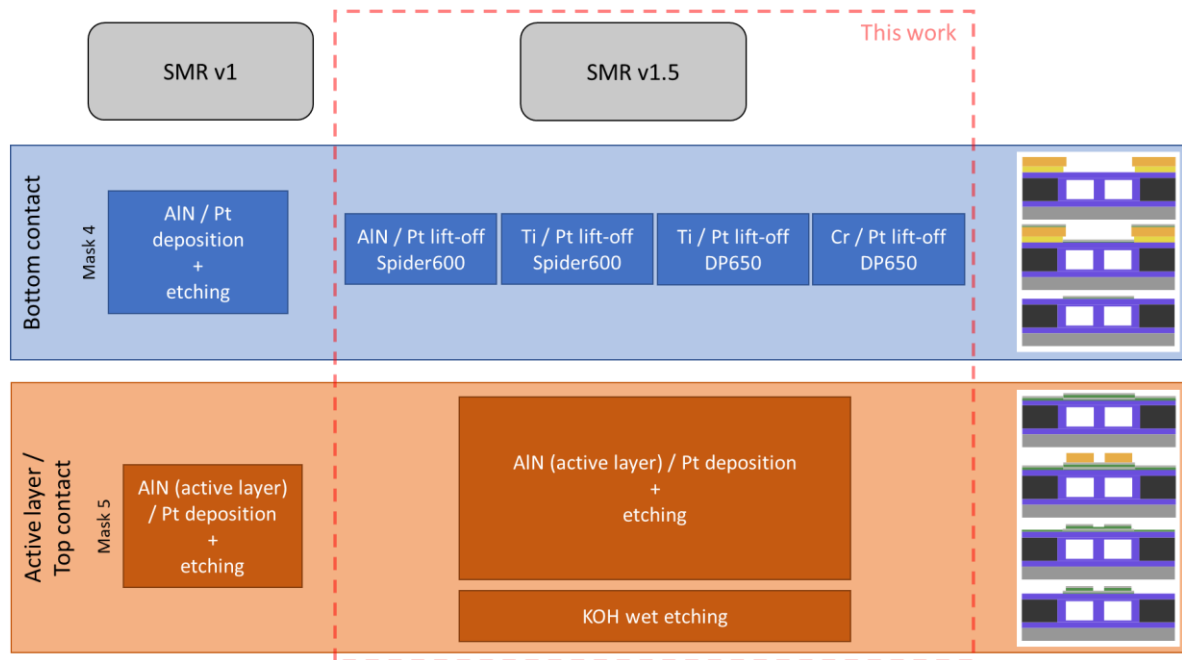 This work
SMR v1
SMR v1.5
Bottom contact
Mask 4
AlN / Pt
deposition
+
etching
AlN / Pt lift-off
Spider600
Ti / Pt lift-off
Spider600
Ti / Pt lift-off
DP650
Cr / Pt lift-off
DP650
Active layer /
Top contact
Mask 5
AlN (active layer)
/ Pt deposition
+
etching
AlN (active layer) / Pt deposition
+
etching
KOH wet etching